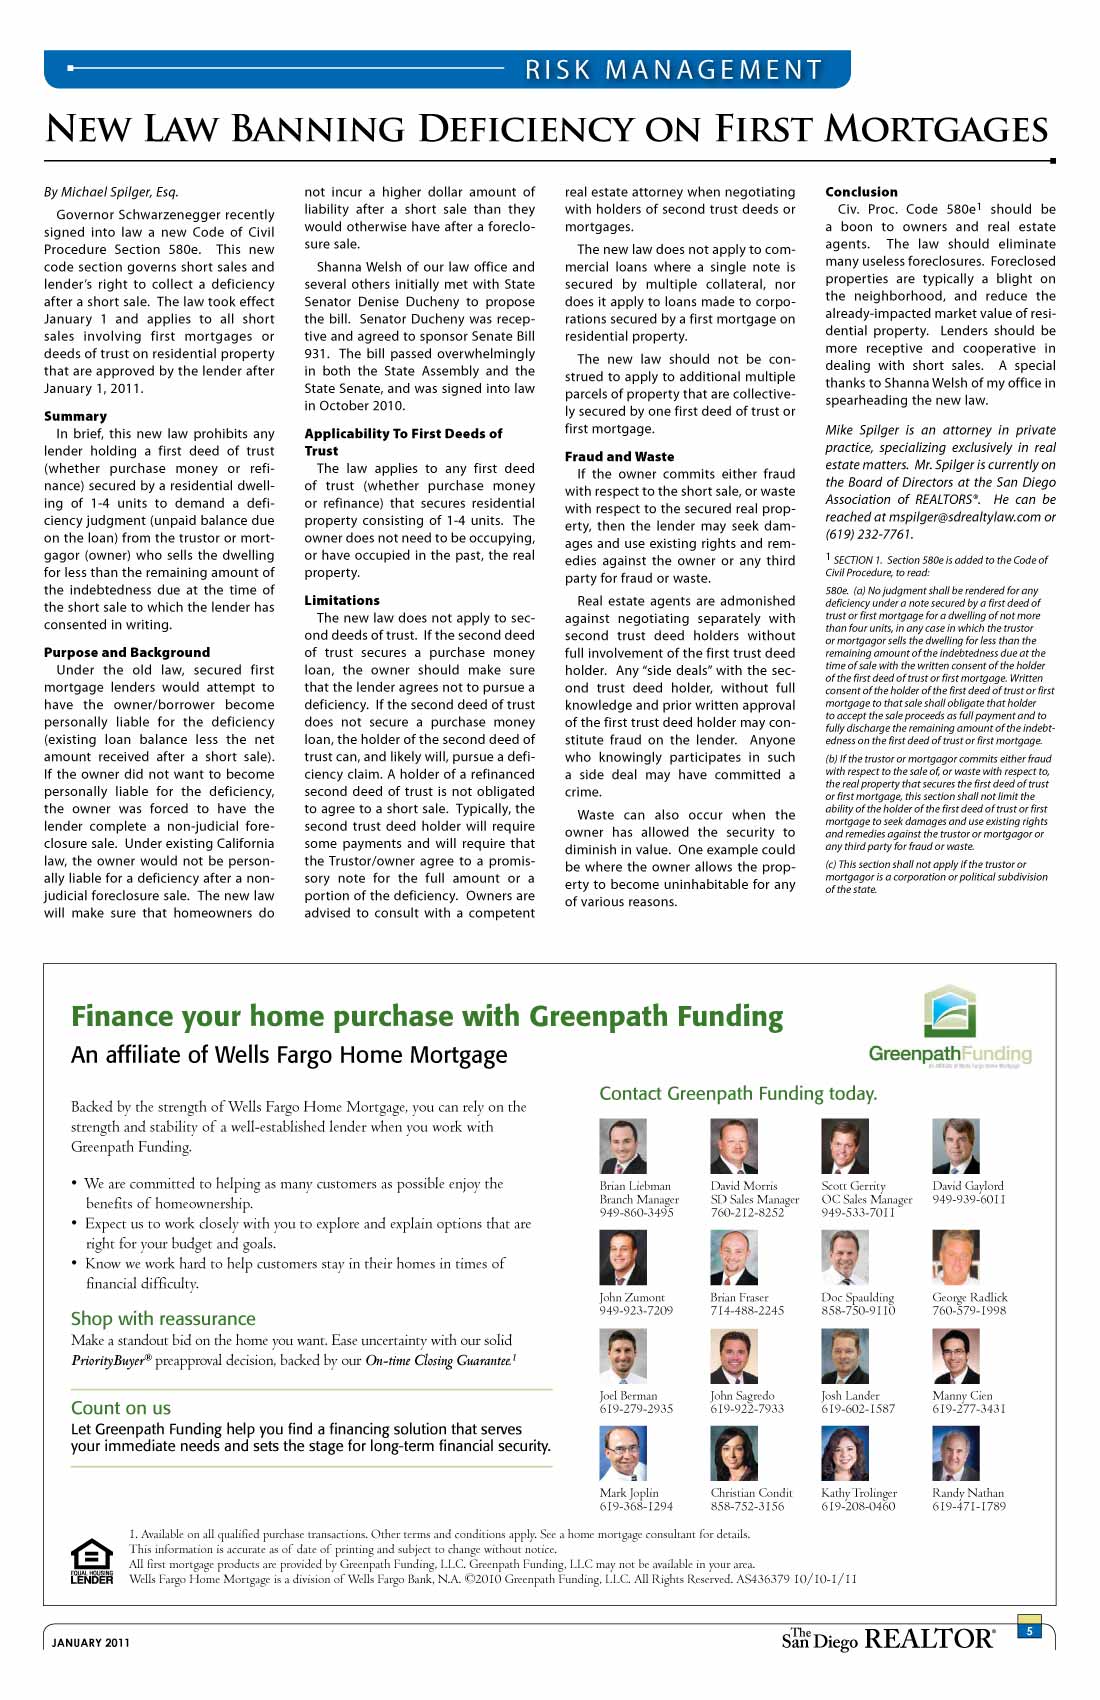 RISK MANAGEMENT
NEW LAW BANNING DEFICIENCY ON FIRST MORTGAGES
By Michael Spilger, Esq.
Governor Schwarzenegger recently
signed into law a new Code of Civil
Procedure Section 580e. This new
code section governs short sales and
lender's right to collect a deficiency
after a short sale. The law took effect
January 1 and applies to all short
sales involving first mortgages or
deeds of trust on residential property
that are approved by the lender after
January 1, 2011.
Summary
In brief, this new law prohibits any
lender holding a first deed of trust
(whether purchase money or refi-
nance) secured by a residential dwell-
ing of 1-4 units to demand a defi-
ciency judgment (unpaid balance due
on the loan) from the trustor or mort-
gagor (owner) who sells the dwelling
for less than the remaining amount of
the indebtedness due at the time of
the short sale to which the lender has
consented in writing.
Purpose and Background
Under the old law, secured first
mortgage lenders would attempt to
have the owner/borrower become
personally liable for the deficiency
(existing loan balance less the net
amount received after a short sale).
If the owner did not want to become
personally liable for the deficiency,
the owner was forced to have the
lender complete a non-judicial fore-
closure sale. Under existing California
law, the owner would not be person-
ally liable for a deficiency after a non-
judicial foreclosure sale. The new law
will make sure that homeowners do
not incur a higher dollar amount of
liability after a short sale than they
would otherwise have after a foreclo-
sure sale.
Shanna Welsh of our law office and
several others initially met with State
Senator Denise Ducheny to propose
the bill. Senator Ducheny was recep-
tive and agreed to sponsor Senate Bill
931. The bill passed overwhelmingly
in both the State Assembly and the
State Senate, and was signed into law
in October 2010.
Applicability To First Deeds of
Trust
The law applies to any first deed
of trust (whether purchase money
or refinance) that secures residential
property consisting of 1-4 units. The
owner does not need to be occupying,
or have occupied in the past, the real
property.
Limitations
The new law does not apply to sec-
ond deeds of trust. If the second deed
of trust secures a purchase money
loan, the owner should make sure
that the lender agrees not to pursue a
deficiency. If the second deed of trust
does not secure a purchase money
loan, the holder of the second deed of
trust can, and likely will, pursue a defi-
ciency claim. A holder of a refinanced
second deed of trust is not obligated
to agree to a short sale. Typically, the
second trust deed holder will require
some payments and will require that
the Trustor/owner agree to a promis-
sory note for the full amount or a
portion of the deficiency. Owners are
advised to consult with a competent
real estate attorney when negotiating
with holders of second trust deeds or
mortgages.
The new law does not apply to com-
mercial loans where a single note is
secured by multiple collateral, nor
does it apply to loans made to corpo-
rations secured by a first mortgage on
residential property.
The new law should not be con-
strued to apply to additional multiple
parcels of property that are collective-
ly secured by one first deed of trust or
first mortgage.
Fraud and Waste
If the owner commits either fraud
with respect to the short sale, or waste
with respect to the secured real prop-
erty, then the lender may seek dam-
ages and use existing rights and rem-
edies against the owner or any third
party for fraud or waste.
Real estate agents are admonished
against negotiating separately with
second trust deed holders without
full involvement of the first trust deed
holder. Any "side deals" with the sec-
ond trust deed holder, without full
knowledge and prior written approval
of the first trust deed holder may con-
stitute fraud on the lender. Anyone
who knowingly participates in such
a side deal may have committed a
crime.
Waste can also occur when the
owner has allowed the security to
diminish in value. One example could
be where the owner allows the prop-
erty to become uninhabitable for any
of various reasons.
Conclusion
Civ. Proc. Code 580e1 should be
a boon to owners and real estate
agents. The law should eliminate
many useless foreclosures. Foreclosed
properties are typically a blight on
the neighborhood, and reduce the
already-impacted market value of resi-
dential property. Lenders should be
more receptive and cooperative in
dealing with short sales. A special
thanks to Shanna Welsh of my office in
spearheading the new law.
Mike Spilger is an attorney in private
practice, specializing exclusively in real
estate matters. Mr. Spilger is currently on
the Board of Directors at the San Diego
Association of REALTORS®. He can be
reached at mspilger@sdrealtylaw.com or
(619) 232-7761.
1 SECTION 1. Section 580e is added to the Code of
Civil Procedure, to read:
580e. (a) No judgment shall be rendered for any
deficiency under a note secured by a first deed of
trust or first mortgage for a dwelling of not more
than four units, in any case in which the trustor
or mortgagor sells the dwelling for less than the
remaining amount of the indebtedness due at the
time of sale with the written consent of the holder
of the first deed of trust or first mortgage. Written
consent of the holder of the first deed of trust or first
mortgage to that sale shall obligate that holder
to accept the sale proceeds as full payment and to
fully discharge the remaining amount of the indebt-
edness on the first deed of trust or first mortgage.
(b) If the trustor or mortgagor commits either fraud
with respect to the sale of, or waste with respect to,
the real property that secures the first deed of trust
or first mortgage, this section shall not limit the
ability of the holder of the first deed of trust or first
mortgage to seek damages and use existing rights
and remedies against the trustor or mortgagor or
any third party for fraud or waste.
(c) This section shall not apply if the trustor or
mortgagor is a corporation or political subdivision
of the state.
Finance your home purchase with Greenpath Funding
An affiliate of Wells Fargo Home Mortgage
GreenpathFunding
An Affiliate of Wells Fargo Home Mortgage
Backed by the strength of Wells Fargo Home Mortgage, you can rely on the
strength and stability of a well-established lender when you work with
Greenpath Funding.
• We are committed to helping as many customers as possible enjoy the
benefits of homeownership.
• Expect us to work closely with you to explore and explain options that are
right for your budget and goals.
• Know we work hard to help customers stay in their homes in times of
financial difficulty.
Shop with reassurance
Make a standout bid on the home you want. Ease uncertainty with our solid
PriorityBuyer® preapproval decision, backed by our On-time Closing Guarantee.1
Count on us
Let Greenpath Funding help you find a financing solution that serves
your immediate needs and sets the stage for long-term financial security.
Contact Greenpath Funding today.
Brian Liebman
Branch Manager
949-860-3495
David Morris
SD Sales Manager
760-212-8252
Scott Gerrity
OC Sales Manager
949-533-7011
David Gaylord
949-939-6011
John Zumont
949-923-7209
Brian Fraser
714-488-2245
Doc Spaulding
858-750-9110
George Radlick
760-579-1998
Joel Berman
619-279-2935
John Sagredo
619-922-7933
Josh Lander
619-602-1587
Manny Cien
619-277-3431
Mark Joplin
619-368-1294
Christian Condit
858-752-3156
Kathy Trolinger
619-208-0460
Randy Nathan
619-471-1789
EQUAL HOUSING
LENDER
1. Available on all qualified purchase transactions. Other terms and conditions apply. See a home mortgage consultant for details.
This information is accurate as of date of printing and subject to change without notice.
All first mortgage products are provided by Greenpath Funding, LLC. Greenpath Funding, LLC may not be available in your area.
Wells Fargo Home Mortgage is a division of Wells Fargo Bank, N.A. ©2010 Greenpath Funding, LLC. All Rights Reserved. AS436379 10/10-1/11
JANUARY 2011
The San Diego REALTOR®
5